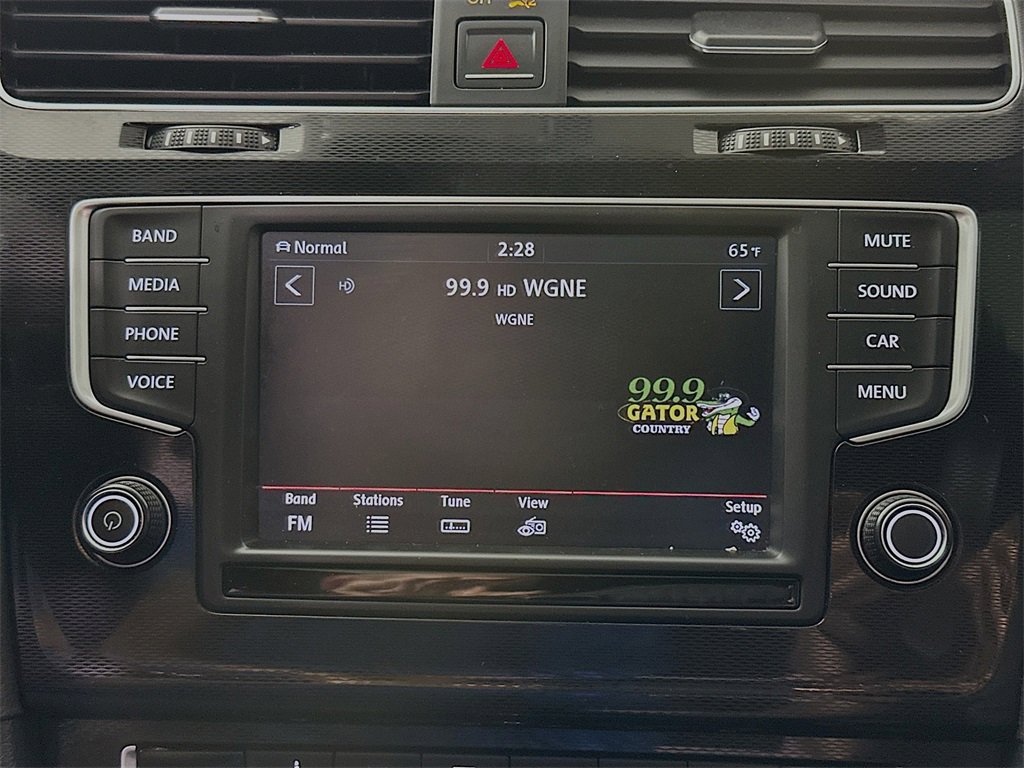 BAND
MEDIA
PHONE
VOICE
Normal 2:28 65°F
HD 99.9 HD WGNE
WGNE
99.9
GATOR
COUNTRY
Band Stations Tune View Setup
FM
MUTE
SOUND
CAR
MENU